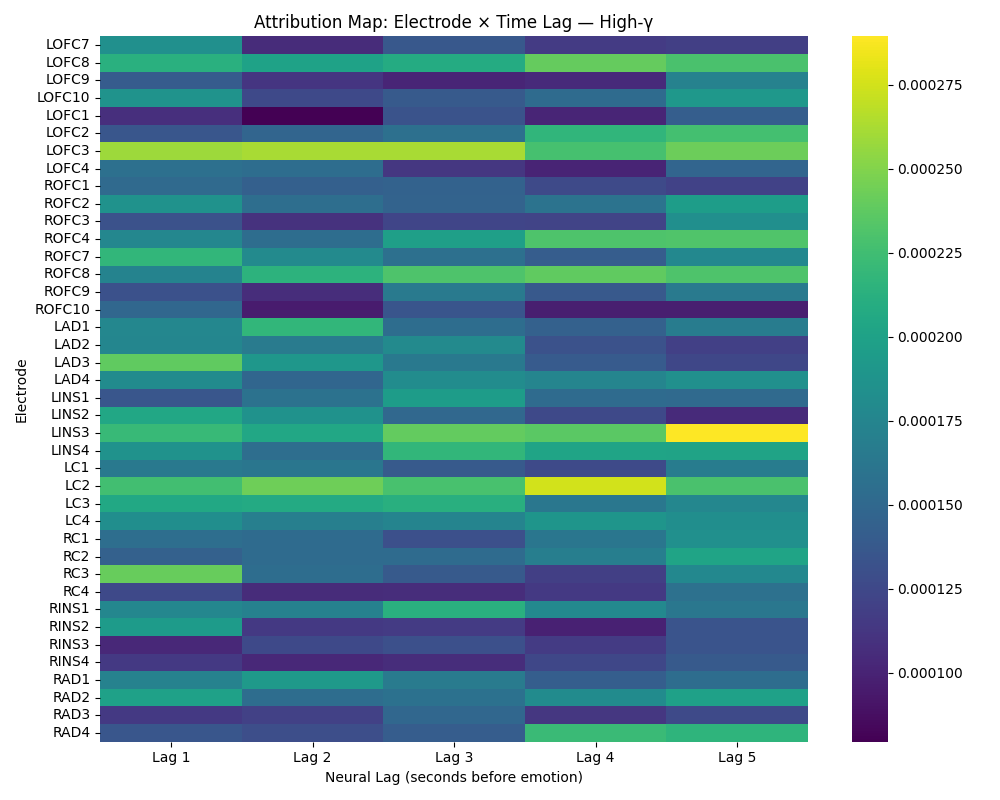 Attribution Map: Electrode × Time Lag — High-γ
Electrode
LOFC7
LOFC8
LOFC9
LOFC10
LOFC1
LOFC2
LOFC3
LOFC4
ROFC1
ROFC2
ROFC3
ROFC4
ROFC7
ROFC8
ROFC9
ROFC10
LAD1
LAD2
LAD3
LAD4
LINS1
LINS2
LINS3
LINS4
LC1
LC2
LC3
LC4
RC1
RC2
RC3
RC4
RINS1
RINS2
RINS3
RINS4
RAD1
RAD2
RAD3
RAD4
Lag 1 Lag 2 Lag 3 Lag 4 Lag 5
Neural Lag (seconds before emotion)
0.000275
0.000250
0.000225
0.000200
0.000175
0.000150
0.000125
0.000100